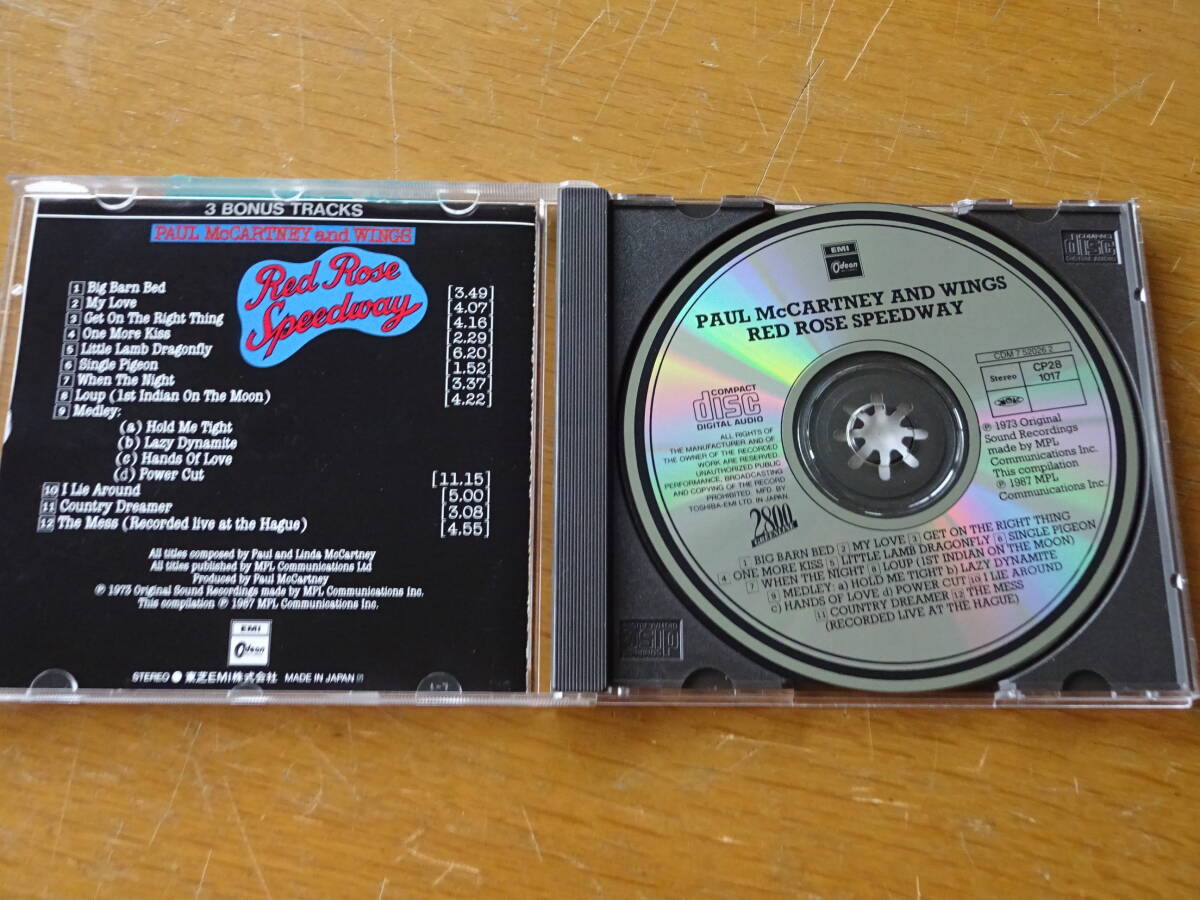 3 BONUS TRACKS
PAUL McCARTNEY and WINGS
Red Rose
Speedway
1 Big Barn Bed [3.49]
2 My Love [4.07]
3 Get On The Right Thing [4.16]
4 One More Kiss [2.29]
5 Little Lamb Dragonfly [6.20]
6 Single Pigeon [1.52]
7 When The Night [3.37]
8 Loup (1st Indian On The Moon) [4.22]
9 Medley:
(a) Hold Me Tight
(b) Lazy Dynamite
(c) Hands Of Love
(d) Power Cut [11.15]
10 I Lie Around [5.00]
11 Country Dreamer [3.08]
12 The Mess (Recorded live at the Hague) [4.55]
All titles composed by Paul and Linda McCartney
All titles published by MPL Communications Ltd
Produced by Paul McCartney
℗ 1973 Original Sound Recordings made by MPL Communications Inc.
This compilation ℗ 1987 MPL Communications Inc.
EMI
Odeon
STEREO ● 東芝EMI株式会社 MADE IN JAPAN
EMI
Odeon
PAUL McCARTNEY AND WINGS
RED ROSE SPEEDWAY
COMPACT
disc
DIGITAL AUDIO
ALL RIGHTS OF
THE MANUFACTURER AND OF
THE OWNER OF THE RECORDED
WORK ARE RESERVED
UNAUTHORIZED PUBLIC
PERFORMANCE, BROADCASTING
AND COPYING OF THE RECORD
PROHIBITED. MFD. BY
TOSHIBA-EMI LTD. IN JAPAN.
2800
GREENLINE
CDM 7 52026 2
Stereo
CP28
1017
℗ 1973 Original
Sound Recordings
made by MPL
Communications Inc.
This compilation
℗ 1987 MPL
Communications Inc.
1 BIG BARN BED 2 MY LOVE 3 GET ON THE RIGHT THING
4 ONE MORE KISS 5 LITTLE LAMB DRAGONFLY 6 SINGLE PIGEON
7 WHEN THE NIGHT 8 LOUP (1ST INDIAN ON THE MOON)
9 MEDLEY: a) HOLD ME TIGHT b) LAZY DYNAMITE
c) HANDS OF LOVE d) POWER CUT 10 I LIE AROUND
11 COUNTRY DREAMER 12 THE MESS
(RECORDED LIVE AT THE HAGUE)
COMPACT
disc
DIGITAL AUDIO
COMPACT
disc
DIGITAL AUDIO